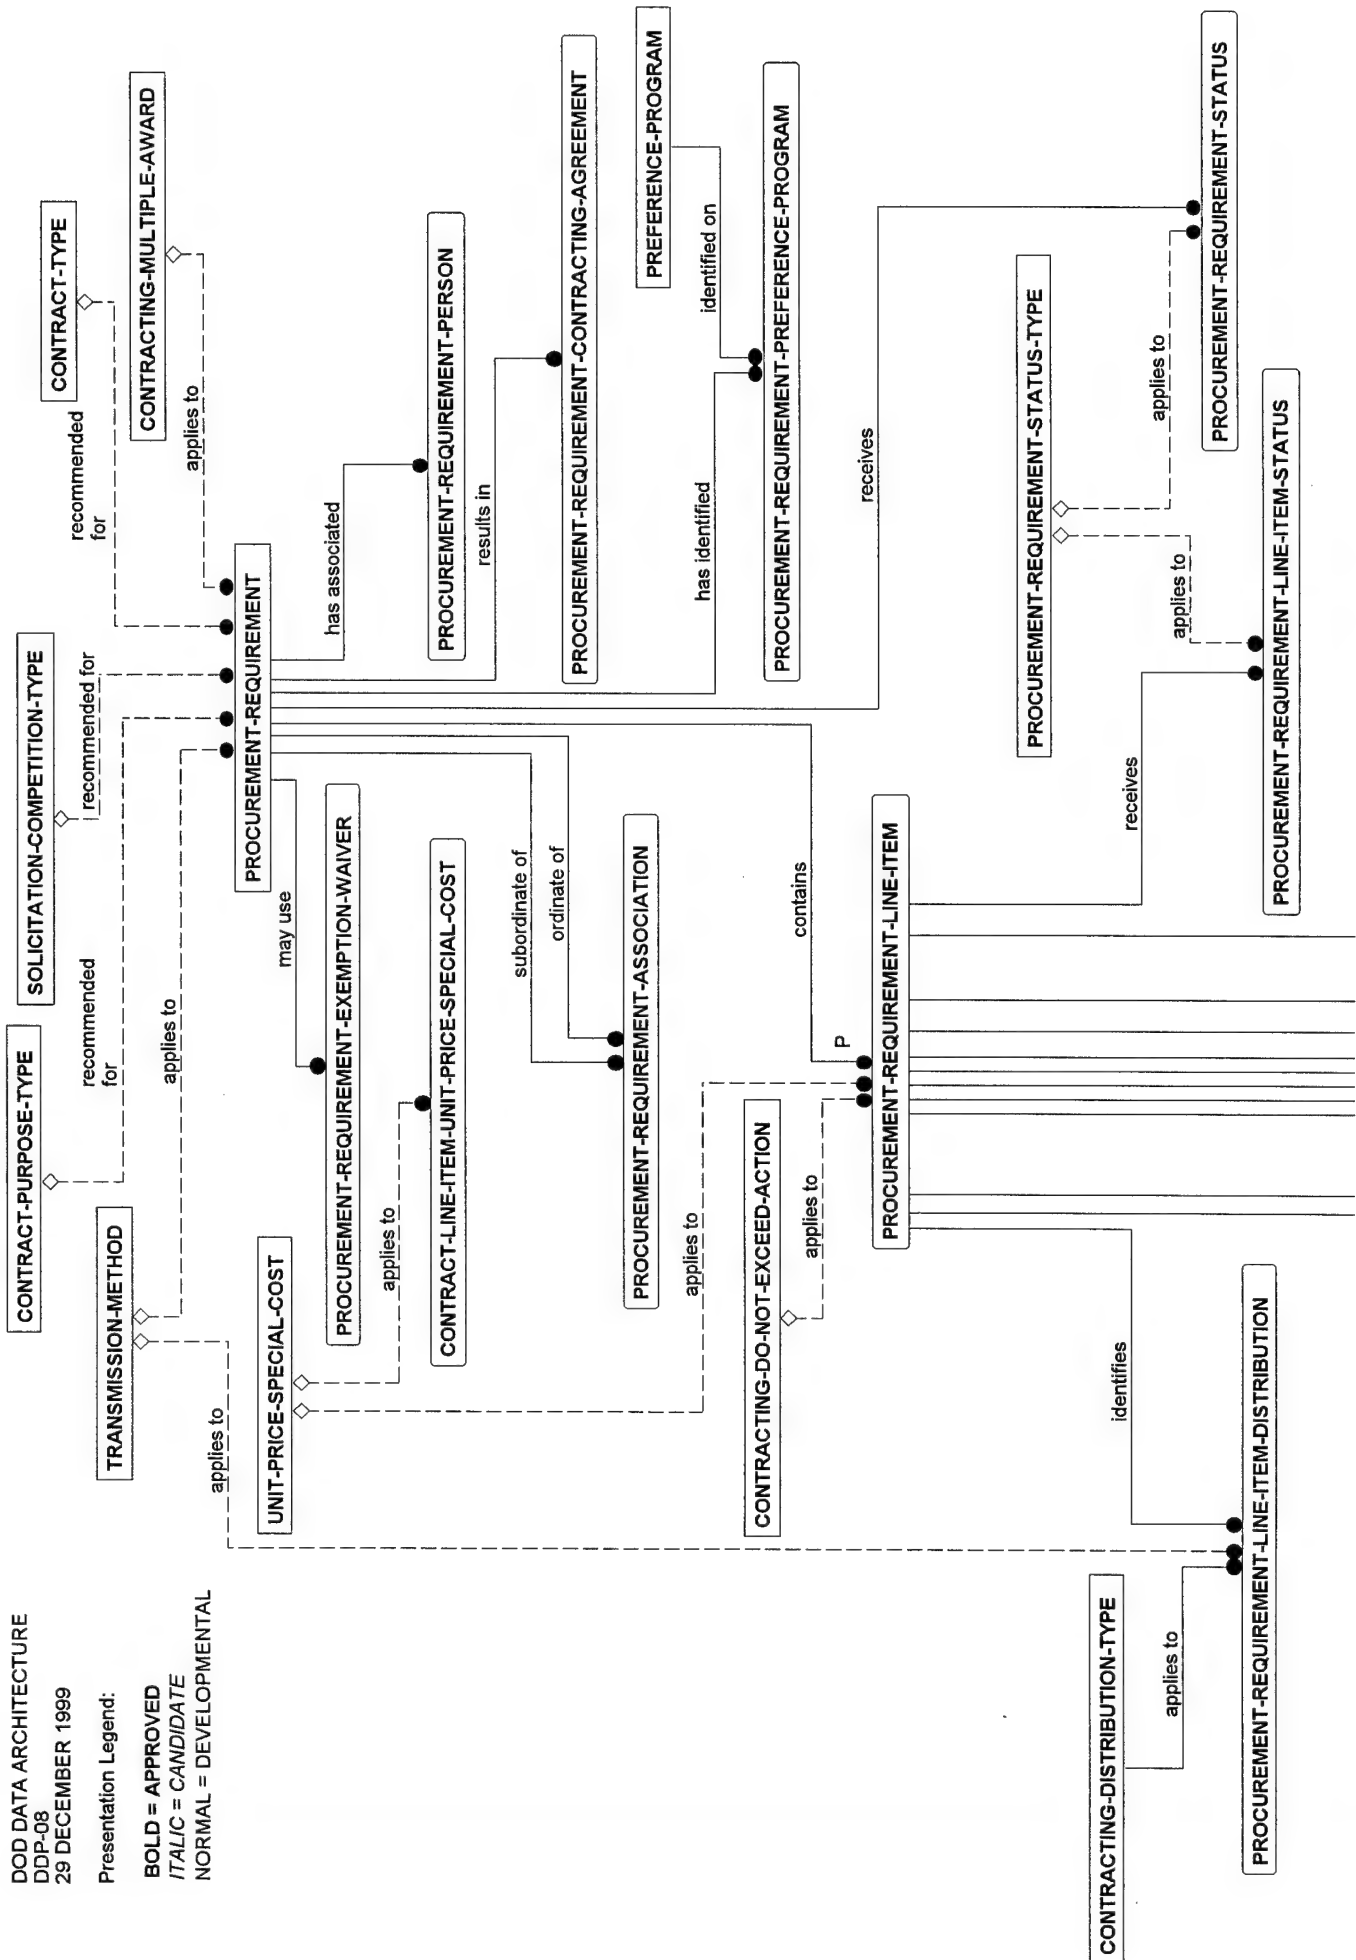 DOD DATA ARCHITECTURE
DDP-08
29 DECEMBER 1999
Presentation Legend:
BOLD = APPROVED
ITALIC = CANDIDATE
NORMAL = DEVELOPMENTAL
CONTRACT-PURPOSE-TYPE
SOLICITATION-COMPETITION-TYPE
CONTRACT-TYPE
CONTRACTING-MULTIPLE-AWARD
TRANSMISSION-METHOD
recommended
for
recommended for
recommended
for
applies to
applies to
applies to
PROCUREMENT-REQUIREMENT
UNIT-PRICE-SPECIAL-COST
may use
has associated
PROCUREMENT-REQUIREMENT-EXEMPTION-WAIVER
PROCUREMENT-REQUIREMENT-PERSON
applies to
CONTRACT-LINE-ITEM-UNIT-PRICE-SPECIAL-COST
results in
subordinate of
ordinate of
PROCUREMENT-REQUIREMENT-CONTRACTING-AGREEMENT
PROCUREMENT-REQUIREMENT-ASSOCIATION
PREFERENCE-PROGRAM
applies to
has identified
identified on
CONTRACTING-DO-NOT-EXCEED-ACTION
PROCUREMENT-REQUIREMENT-PREFERENCE-PROGRAM
applies to
contains
P
receives
PROCUREMENT-REQUIREMENT-LINE-ITEM
PROCUREMENT-REQUIREMENT-STATUS-TYPE
CONTRACTING-DISTRIBUTION-TYPE
identifies
receives
applies to
applies to
applies to
PROCUREMENT-REQUIREMENT-STATUS
PROCUREMENT-REQUIREMENT-LINE-ITEM-DISTRIBUTION
PROCUREMENT-REQUIREMENT-LINE-ITEM-STATUS